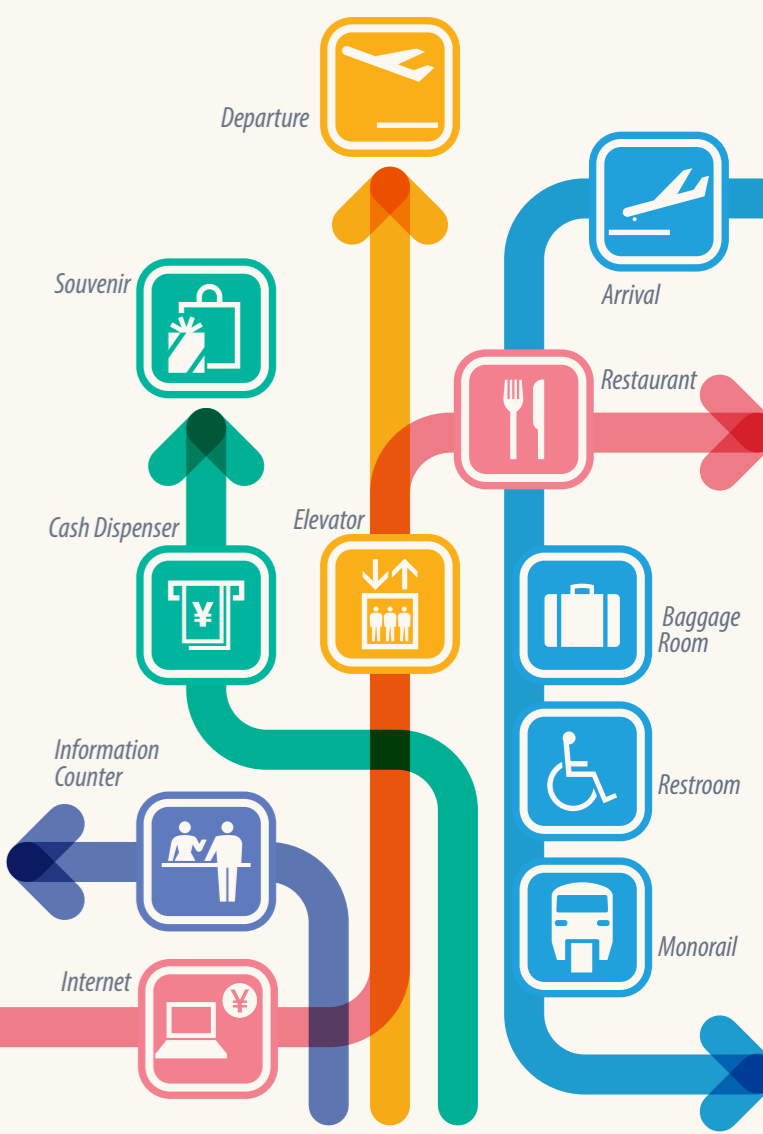 Departure
Arrival
Souvenir
Restaurant
Cash Dispenser
Elevator
¥
Baggage
Room
Information
Counter
Restroom
Monorail
Internet
¥